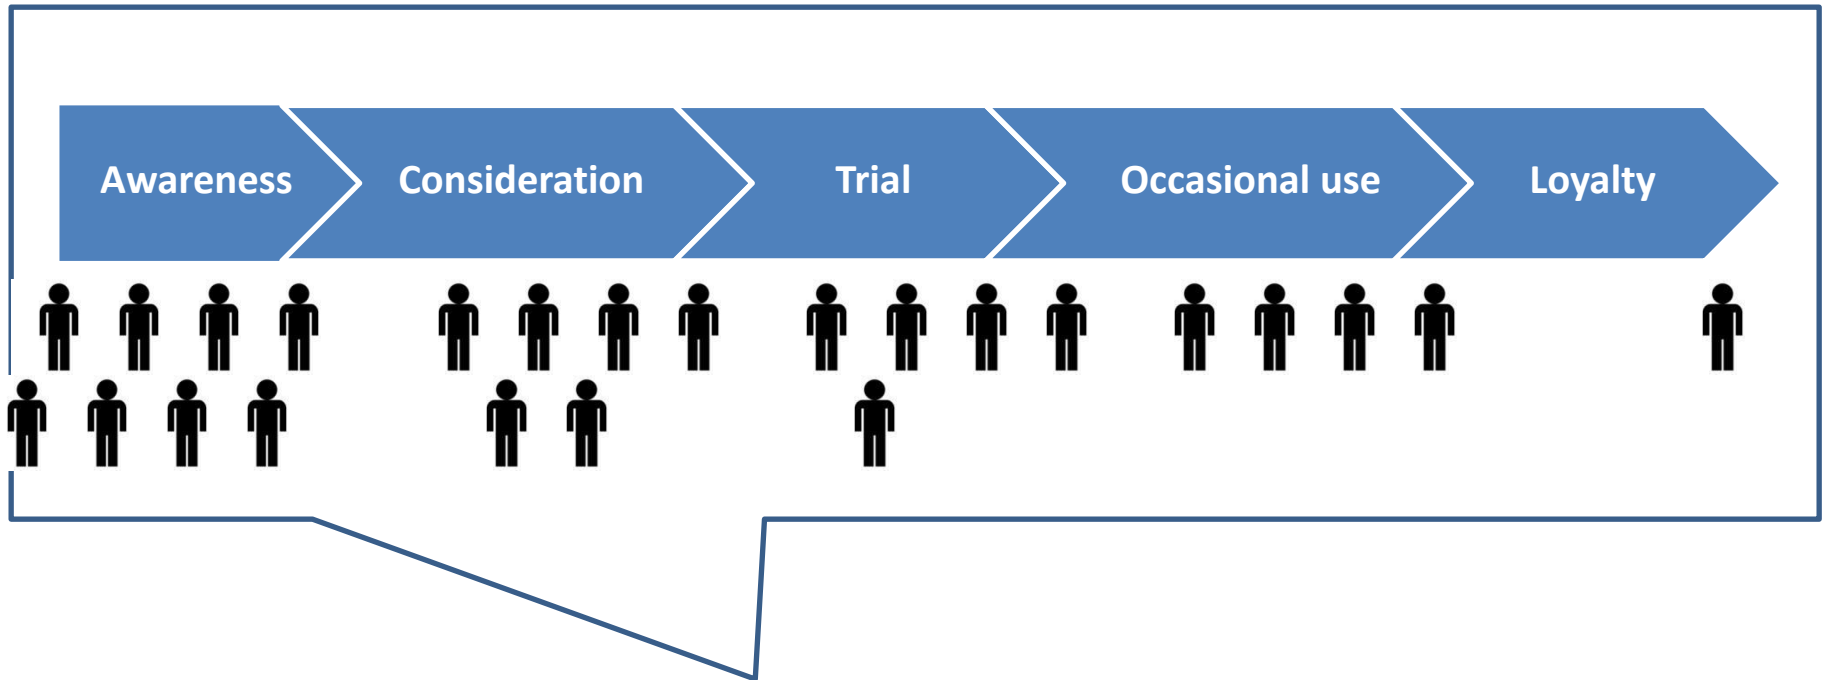 Awareness
Consideration
Trial
Occasional use
Loyalty